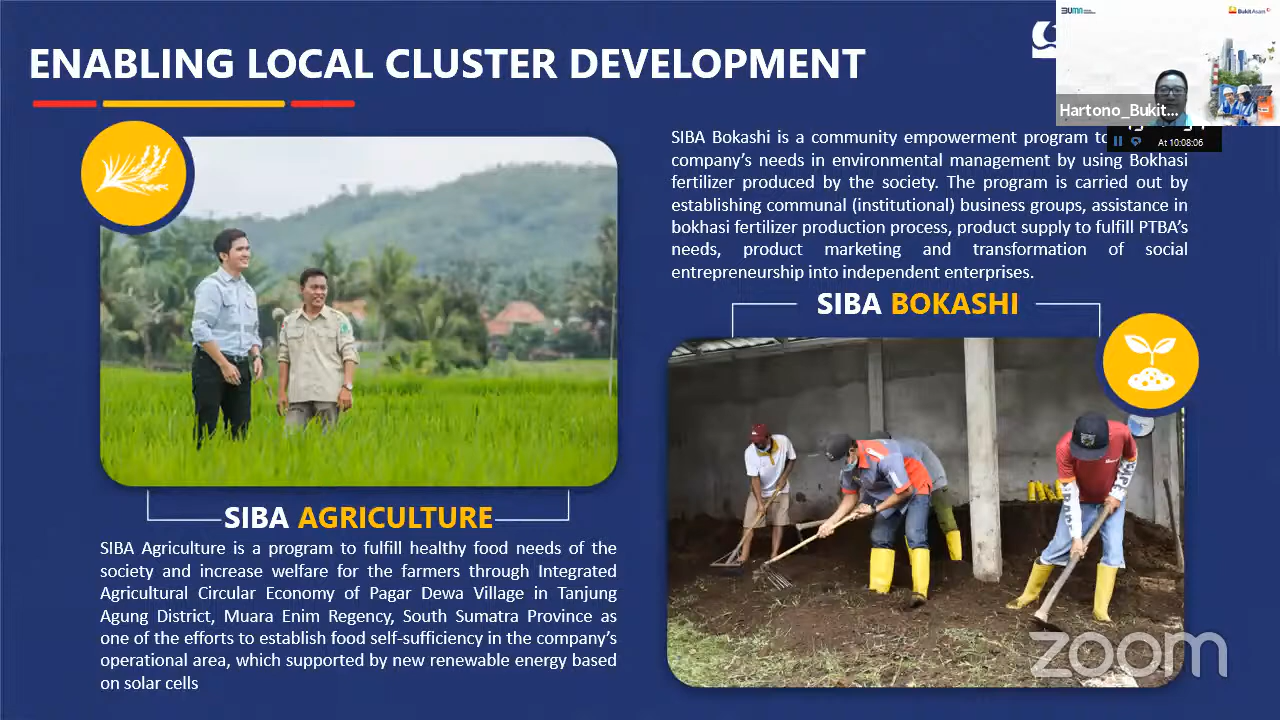 ENABLING LOCAL CLUSTER DEVELOPMENT
BUMN
BukitAsam
Hartono_Bukit...
At 10:08:06
SIBA Bokashi is a community empowerment program to
company's needs in environmental management by using Bokhasi
fertilizer produced by the society. The program is carried out by
establishing communal (institutional) business groups, assistance in
bokhasi fertilizer production process, product supply to fulfill PTBA's
needs, product marketing and transformation of social
entrepreneurship into independent enterprises.
SIBA BOKASHI
SIBA AGRICULTURE
SIBA Agriculture is a program to fulfill healthy food needs of the
society and increase welfare for the farmers through Integrated
Agricultural Circular Economy of Pagar Dewa Village in Tanjung
Agung District, Muara Enim Regency, South Sumatra Province as
one of the efforts to establish food self-sufficiency in the company's
operational area, which supported by new renewable energy based
on solar cells
zoom